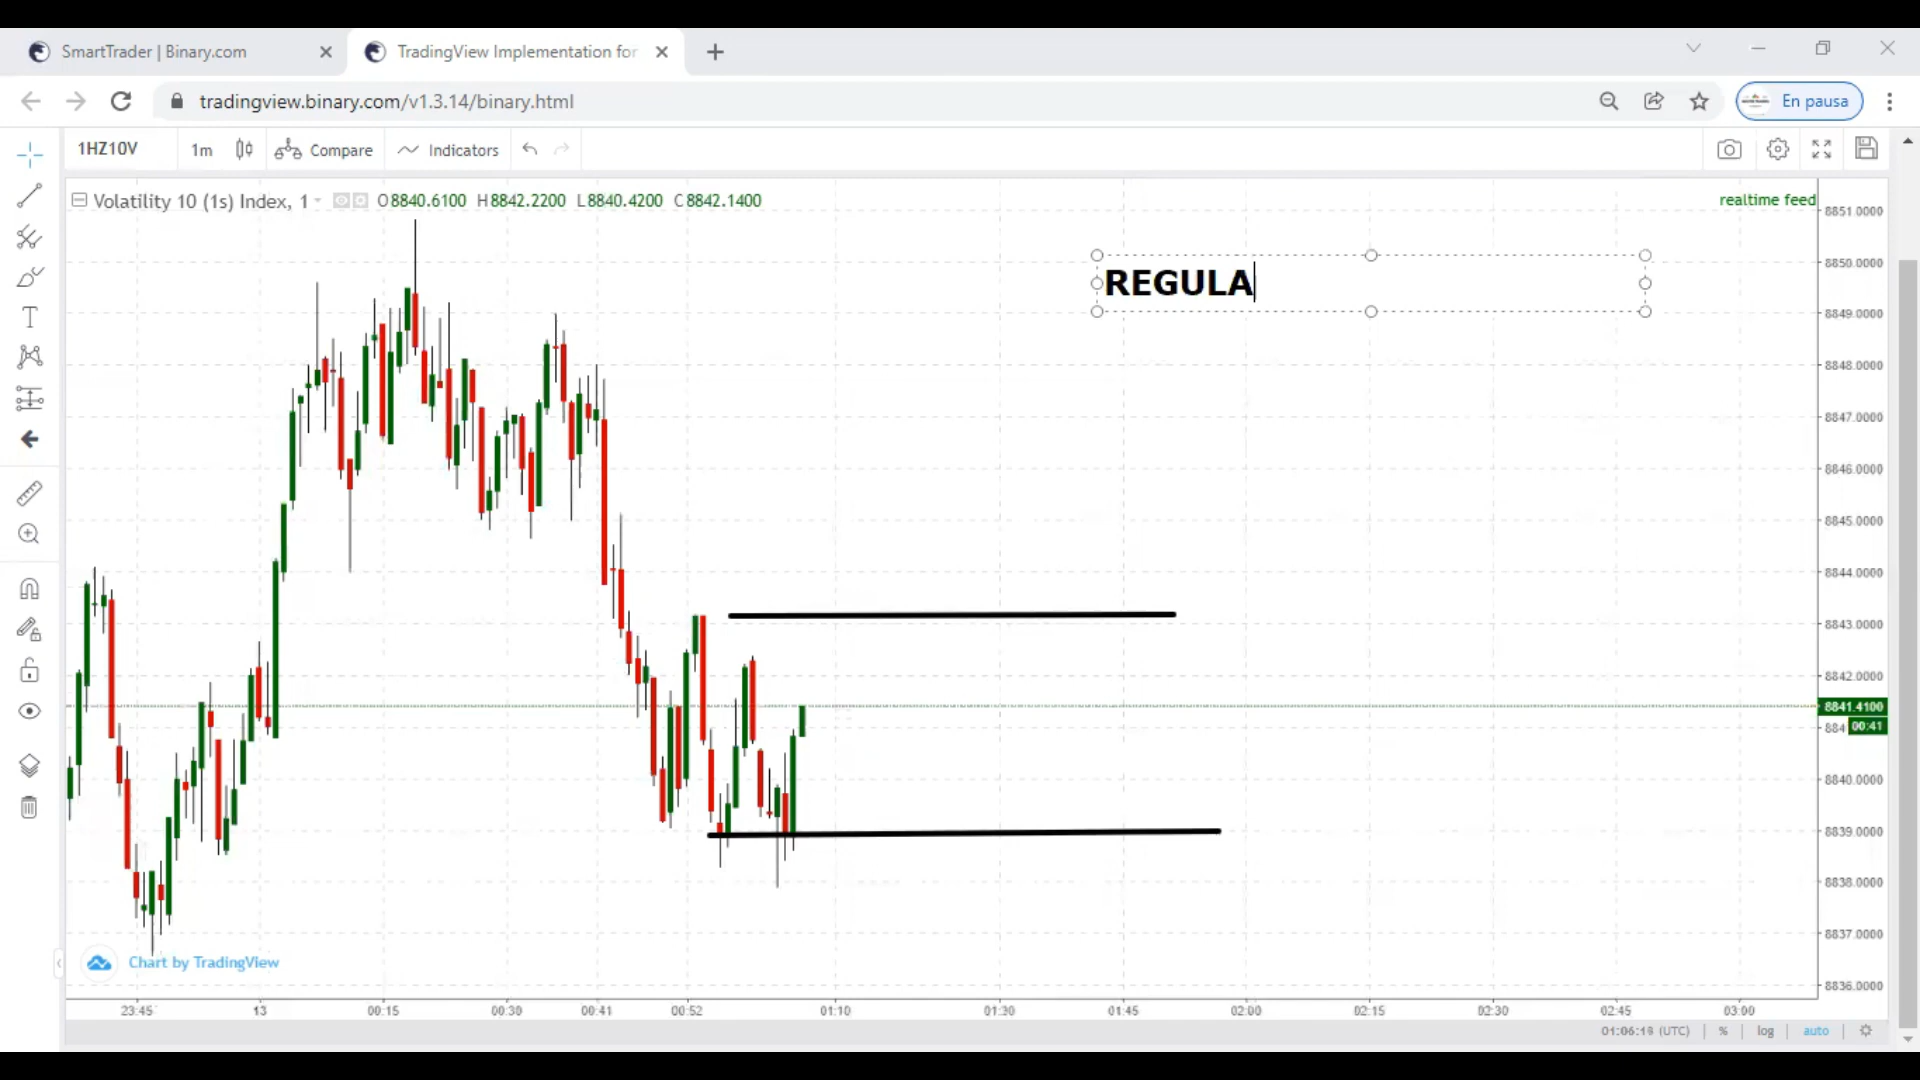 SmartTrader | Binary.com
TradingView Implementation for
tradingview.binary.com/v1.3.14/binary.html
En pausa
1HZ10V
1m
Compare
Indicators
Volatility 10 (1s) Index, 1
O8840.6100 H8842.2200 L8840.4200 C8842.1400
realtime feed
8851.0000
REGULA
8850.0000
8849.0000
8848.0000
8847.0000
8846.0000
8845.0000
8844.0000
8843.0000
8842.0000
8841.4100
884
00:41
8840.0000
8839.0000
8838.0000
8837.0000
Chart by TradingView
8836.0000
23:45
13
00:15
00:30
00:41
00:52
01:10
01:30
01:45
02:00
02:15
02:30
02:45
03:00
01:06:18 (UTC)
%
log
auto